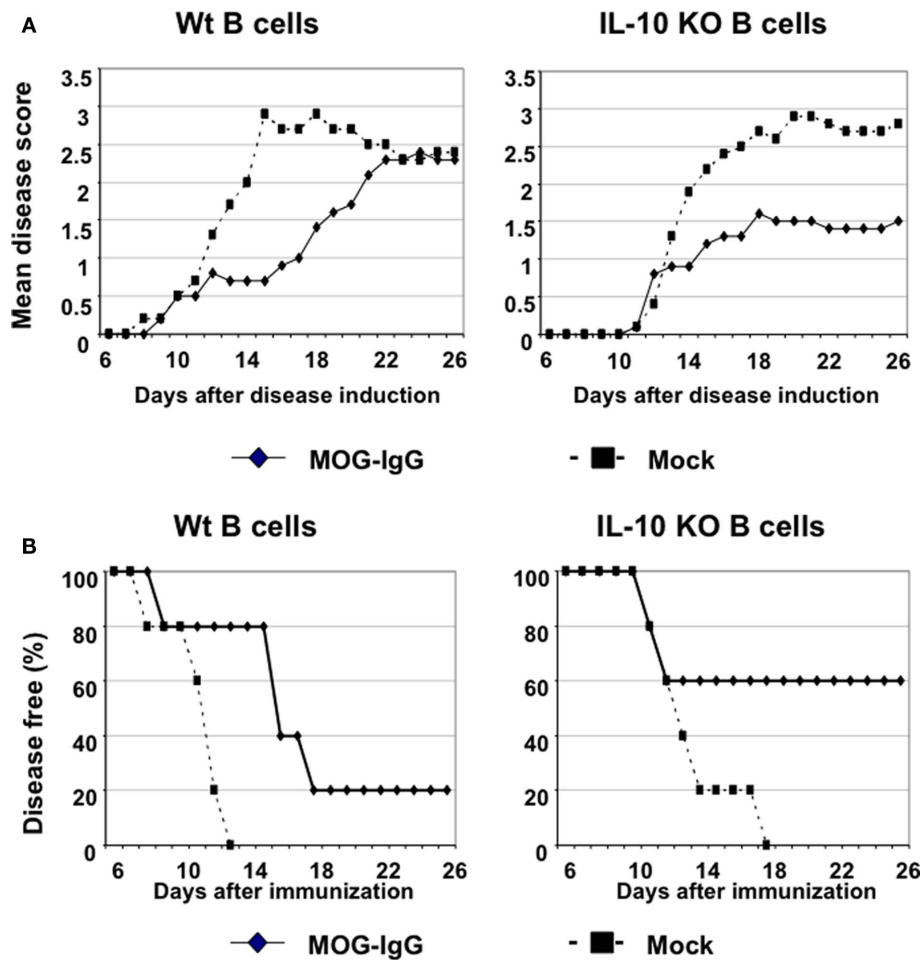 A
Wt B cells
IL-10 KO B cells
Mean disease score
3.5
3
2.5
2
1.5
1
0.5
0
6 10 14 18 22 26
Days after disease induction
3.5
3
2.5
2
1.5
1
0.5
0
6 10 14 18 22 26
Days after disease induction
MOG-IgG
Mock
B
Wt B cells
IL-10 KO B cells
Disease free (%)
100
80
60
40
20
0
6 10 14 18 22 26
Days after immunization
100
80
60
40
20
0
6 10 14 18 22 26
Days after immunization
MOG-IgG
Mock